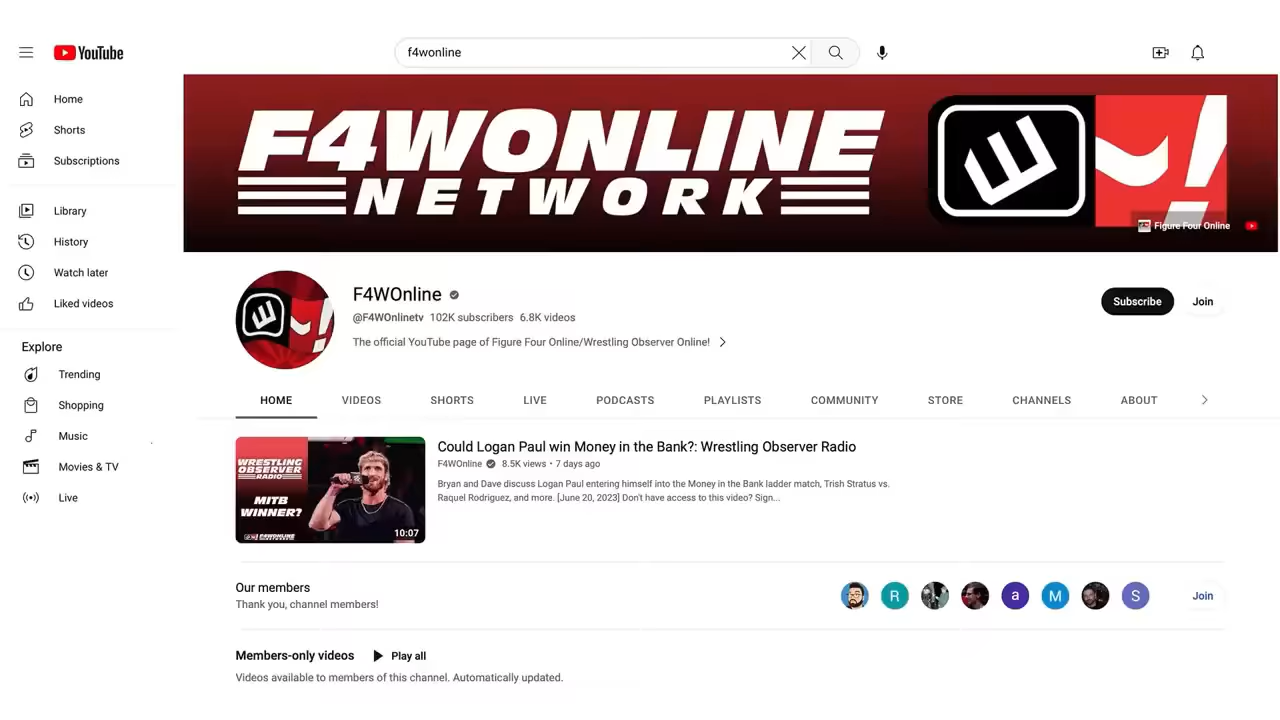 YouTube
f4wonline
Home
Shorts
Subscriptions
Library
History
Watch later
Liked videos
Explore
Trending
Shopping
Music
Movies & TV
Live
F4WONLINE
NETWORK
Figure Four Online
F4WOnline
@F4WOnlinetv 102K subscribers 6.8K videos
The official YouTube page of Figure Four Online/Wrestling Observer Online!
Subscribe
Join
HOME VIDEOS SHORTS LIVE PODCASTS PLAYLISTS COMMUNITY STORE CHANNELS ABOUT
WRESTLING
OBSERVER
RADIO
MITB
WINNER?
F4WONLINE
NETWORK
10:07
Could Logan Paul win Money in the Bank?: Wrestling Observer Radio
F4WOnline 8.5K views • 7 days ago
Bryan and Dave discuss Logan Paul entering himself into the Money in the Bank ladder match, Trish Stratus vs.
Raquel Rodriguez, and more. [June 20, 2023] Don't have access to this video? Sign...
Our members
Thank you, channel members!
R a M S
Join
Members-only videos Play all
Videos available to members of this channel. Automatically updated.